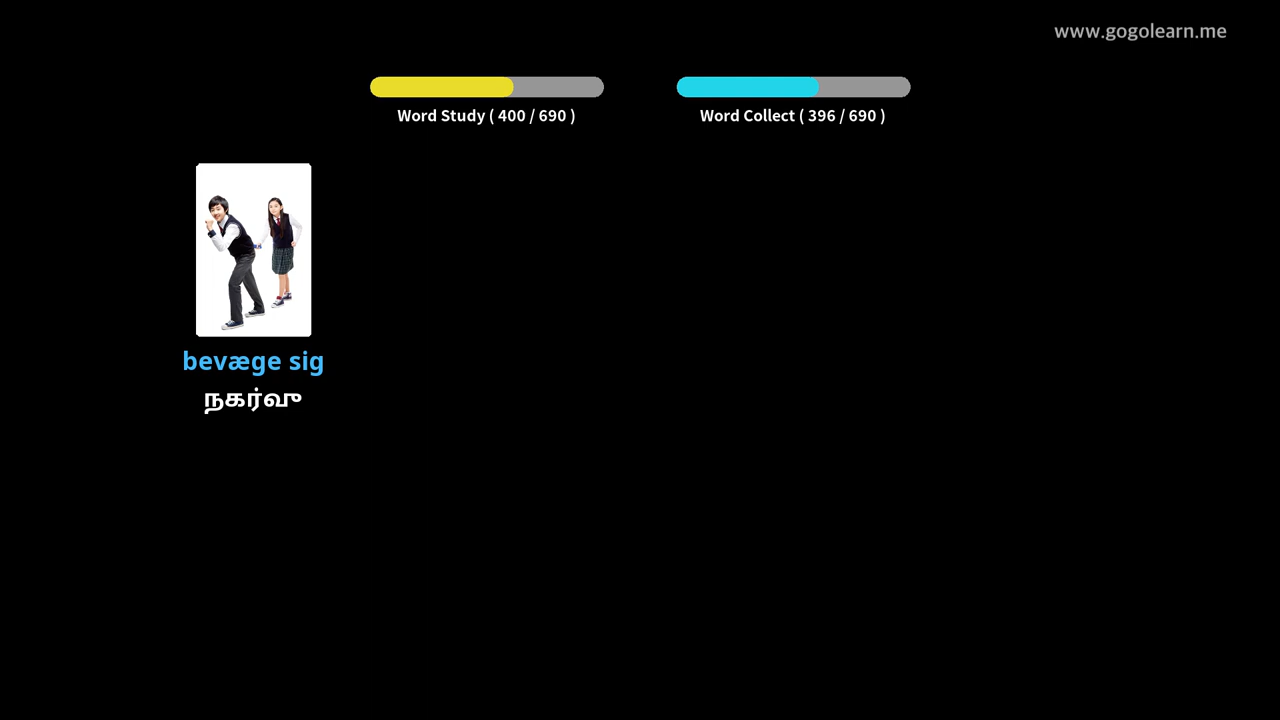 www.gogolearn.me
Word Study ( 400 / 690 )
Word Collect ( 396 / 690 )
bevæge sig
நகர்வு